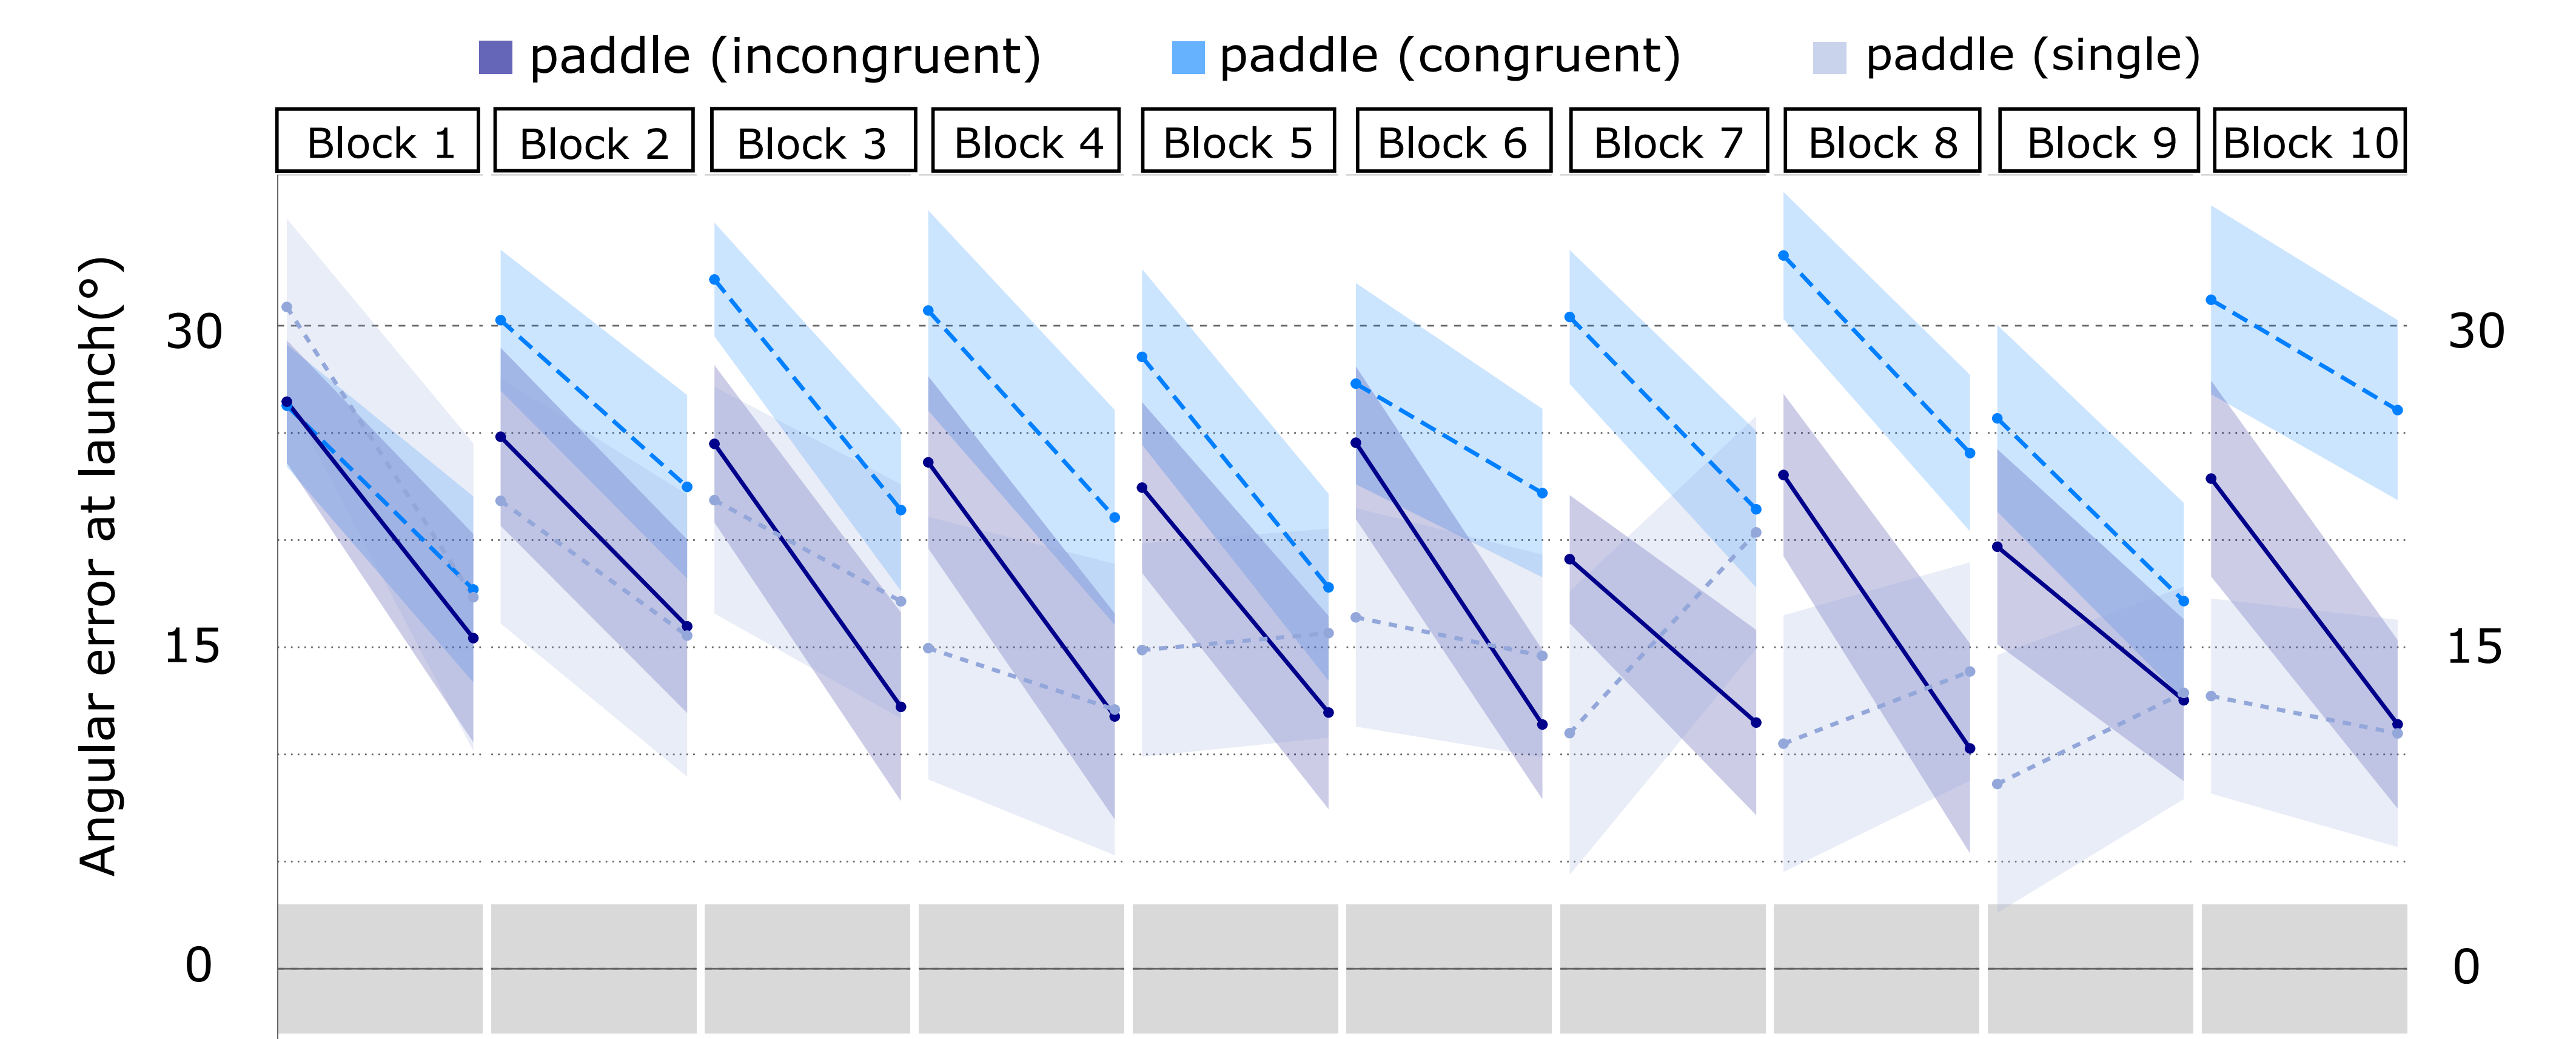 paddle (incongruent) paddle (congruent) paddle (single)
Block 1 Block 2 Block 3 Block 4 Block 5 Block 6 Block 7 Block 8 Block 9 Block 10
Angular error at launch(°)
30 30
15 15
0 0